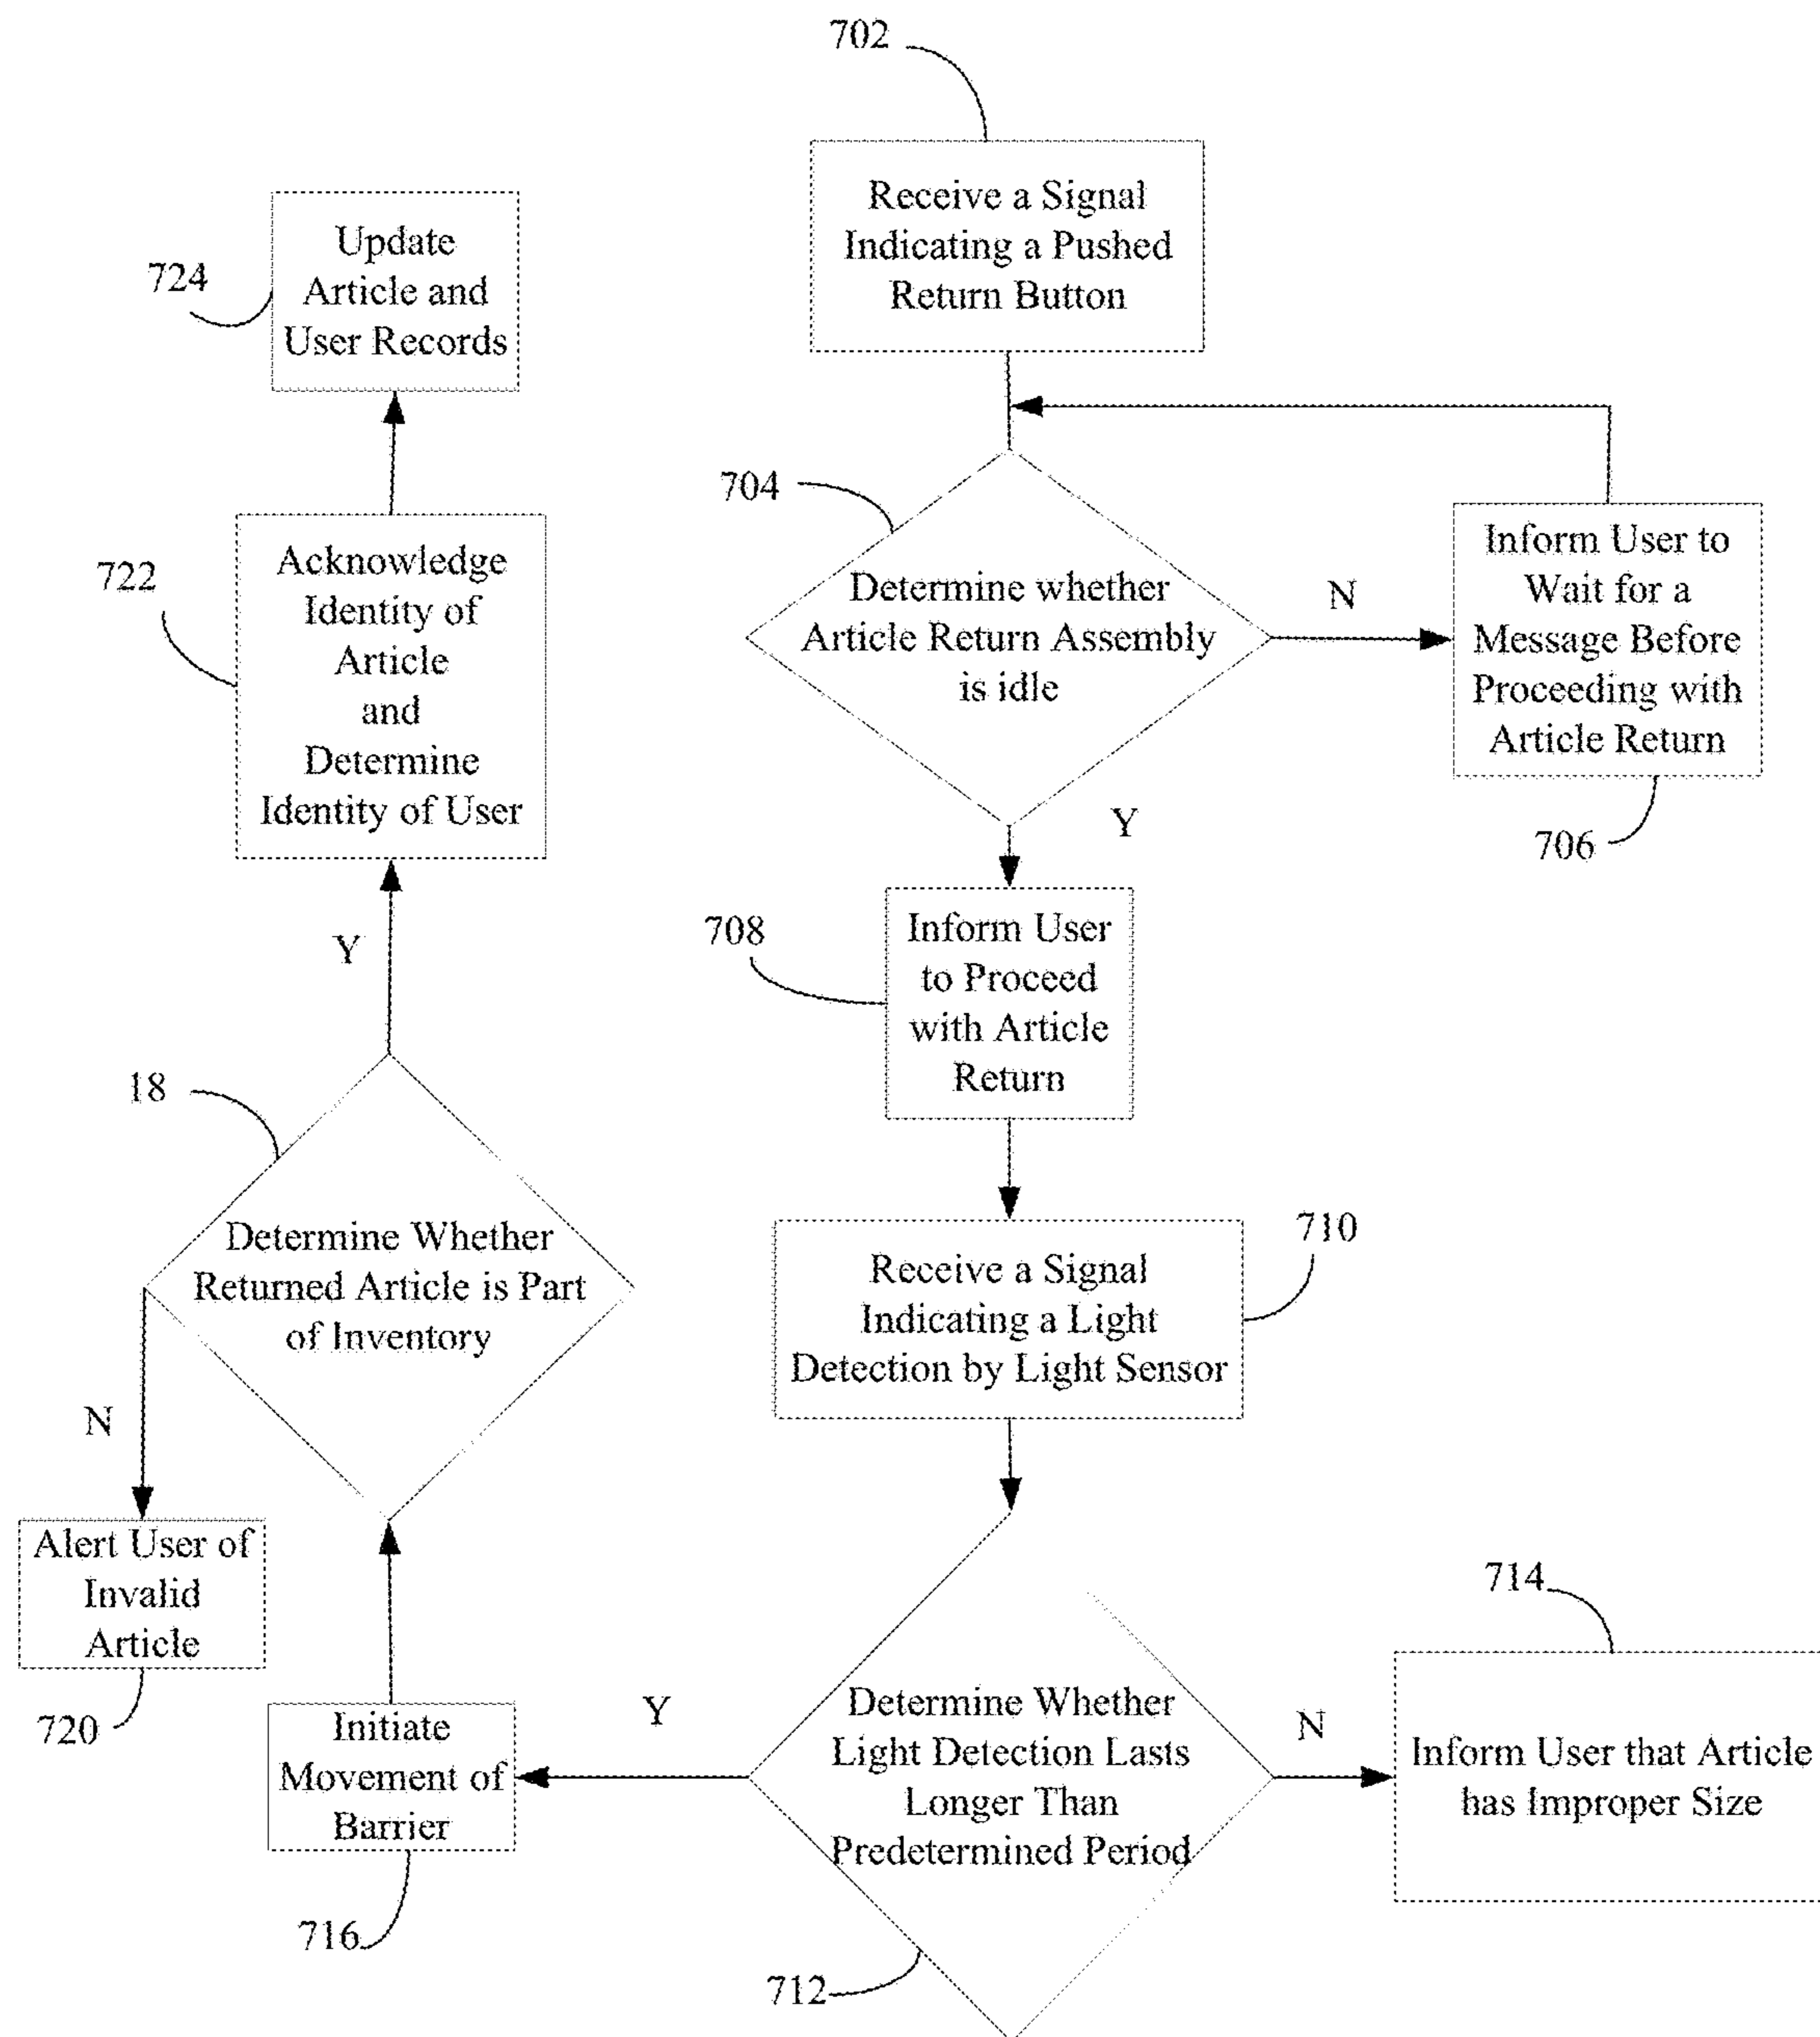 702
Receive a Signal
Indicating a Pushed
Return Button
704
Determine whether
Article Return Assembly
is idle
N
Inform User to
Wait for a
Message Before
Proceeding with
Article Return
706
Y
708
Inform User
to Proceed
with Article
Return
710
Receive a Signal
Indicating a Light
Detection by Light Sensor
712
Determine Whether
Light Detection Lasts
Longer Than
Predetermined Period
N
714
Inform User that Article
has Improper Size
Y
Initiate
Movement of
Barrier
716
18
Determine Whether
Returned Article is Part
of Inventory
N
Alert User of
Invalid
Article
720
Y
722
Acknowledge
Identity of
Article
and
Determine
Identity of User
724
Update
Article and
User Records